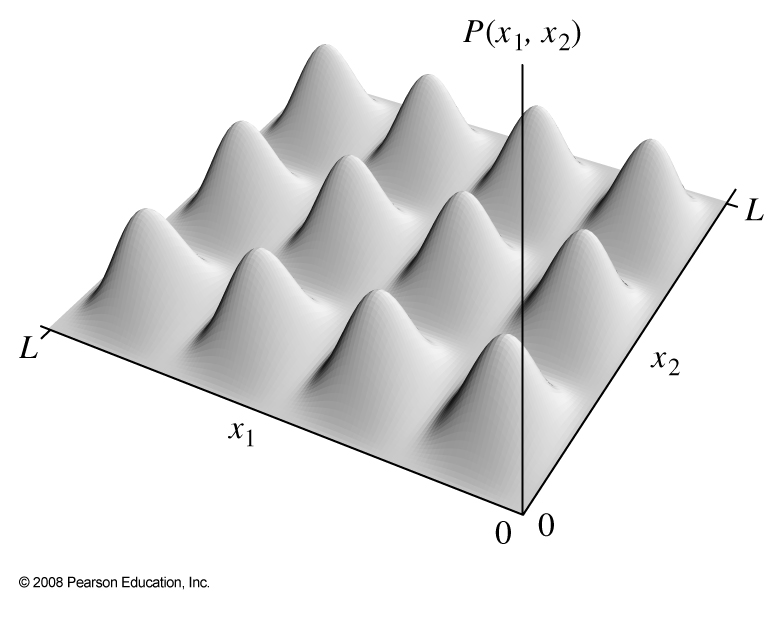 P(x₁, x₂)
L
L
x₂
x₁
0
0
© 2008 Pearson Education, Inc.